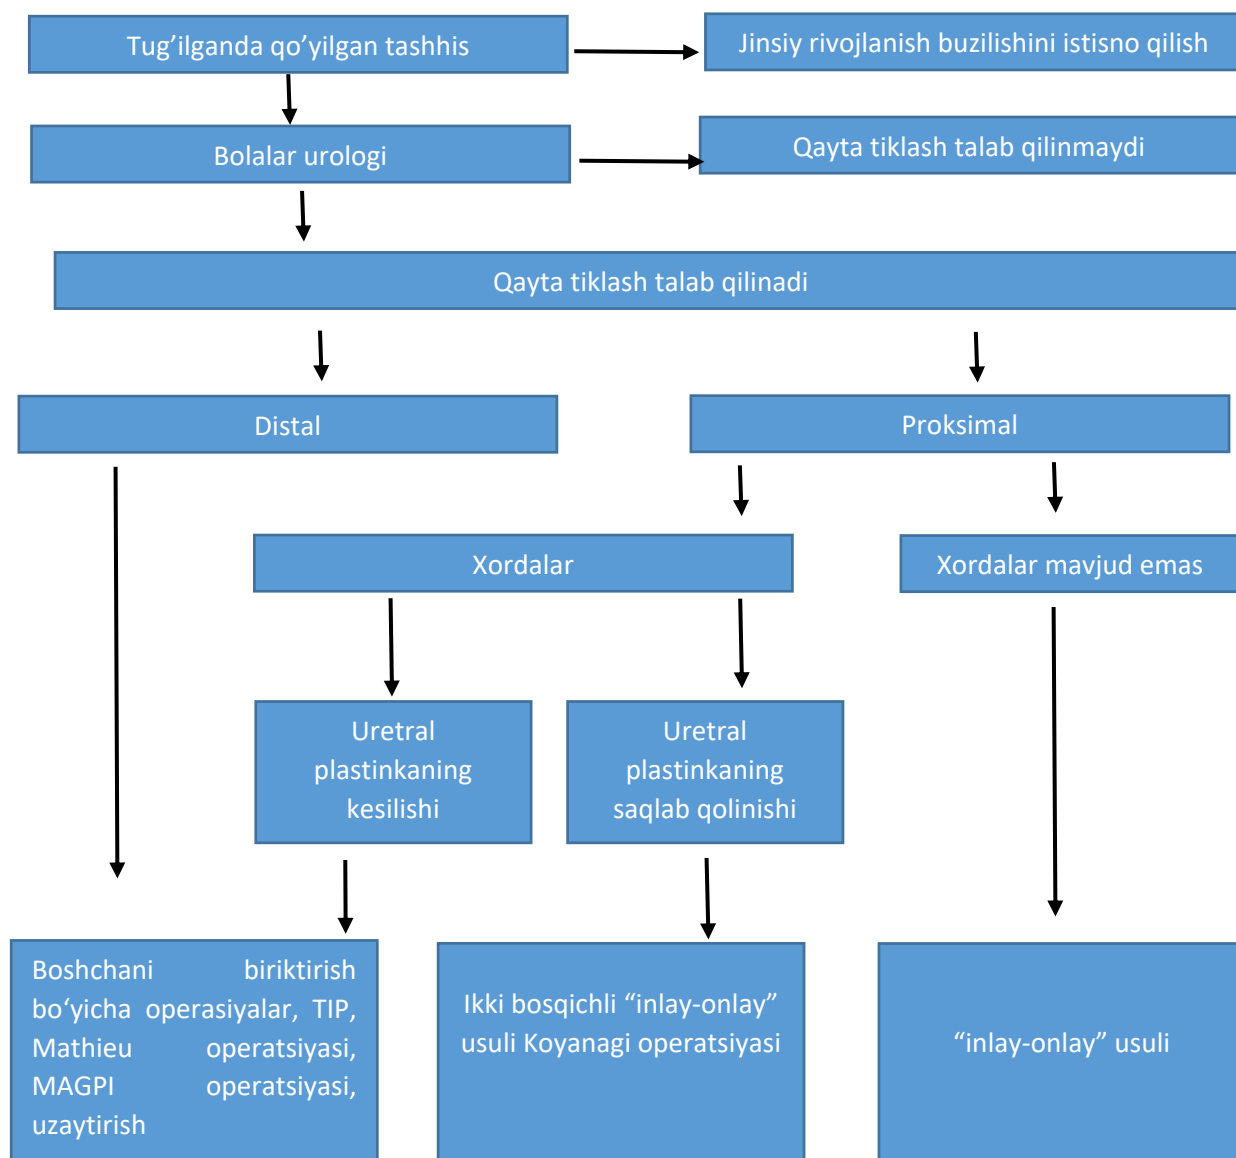 Tug’ilganda qo’yilgan tashhis
Jinsiy rivojlanish buzilishini istisno qilish
Bolalar urologi
Qayta tiklash talab qilinmaydi
Qayta tiklash talab qilinadi
Distal
Proksimal
Xordalar
Xordalar mavjud emas
Uretral
plastinkaning
kesilishi
Uretral
plastinkaning
saqlab qolinishi
Boshchani biriktirish
bo‘yicha operasiyalar, TIP,
Mathieu operatsiyasi,
MAGPI operatsiyasi,
uzaytirish
Ikki bosqichli “inlay-onlay”
usuli Koyanagi operatsiyasi
“inlay-onlay” usuli